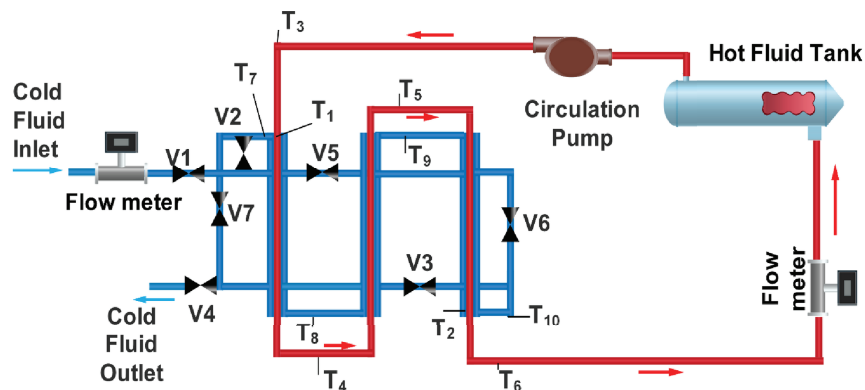 T3
Hot Fluid Tank
T7
T5
Cold
Fluid
Inlet
V2
T1
Circulation
Pump
V1
V5
T9
Flow meter
V7
V6
V3
V4
Flow
meter
Cold
Fluid
Outlet
T8
T2
T10
T4
T6